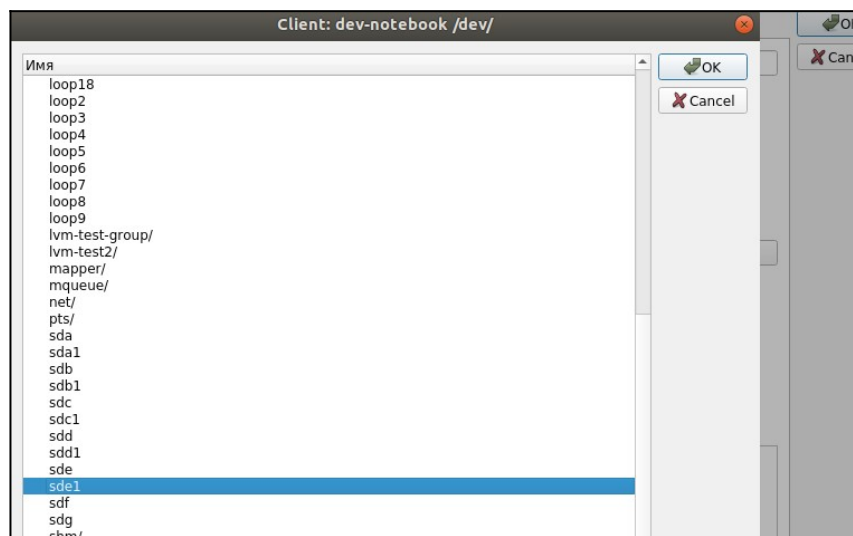 Client: dev-notebook /dev/
Имя
loop18
loop2
loop3
loop4
loop5
loop6
loop7
loop8
loop9
lvm-test-group/
lvm-test2/
mapper/
mqueue/
net/
pts/
sda
sda1
sdb
sdb1
sdc
sdc1
sdd
sdd1
sde
sde1
sdf
sdg
shm/
OK
Cancel